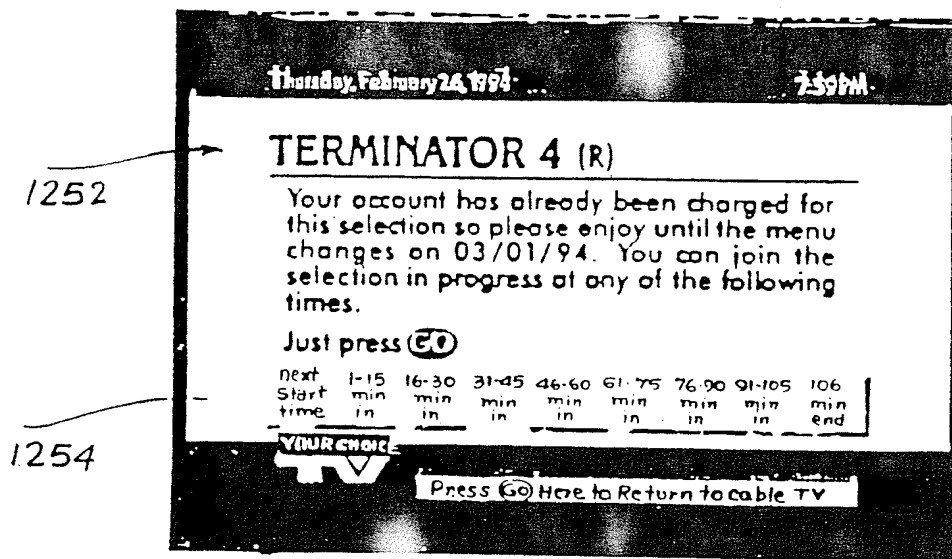 Thursday, February 26, 1994
7:59PM
1252
TERMINATOR 4 (R)
Your account has already been charged for
this selection so please enjoy until the menu
changes on 03/01/94. You can join the
selection in progress at any of the following
times.
Just press GO
next start time 1-15 min in 16-30 min in 31-45 min in 46-60 min in 61-75 min in 76-90 min in 91-105 min in 106 min end
1254
YOUR CHOICE
TV
Press GO Here to Return to cable TV